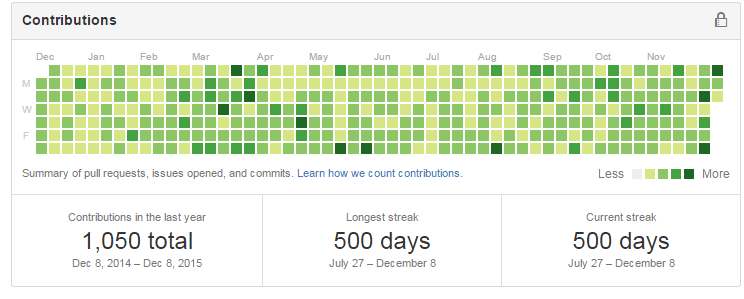 Contributions
Dec Jan Feb Mar Apr May Jun Jul Aug Sep Oct Nov
M
W
F
Summary of pull requests, issues opened, and commits. Learn how we count contributions.
Less More
Contributions in the last year
1,050 total
Dec 8, 2014 – Dec 8, 2015
Longest streak
500 days
July 27 – December 8
Current streak
500 days
July 27 – December 8